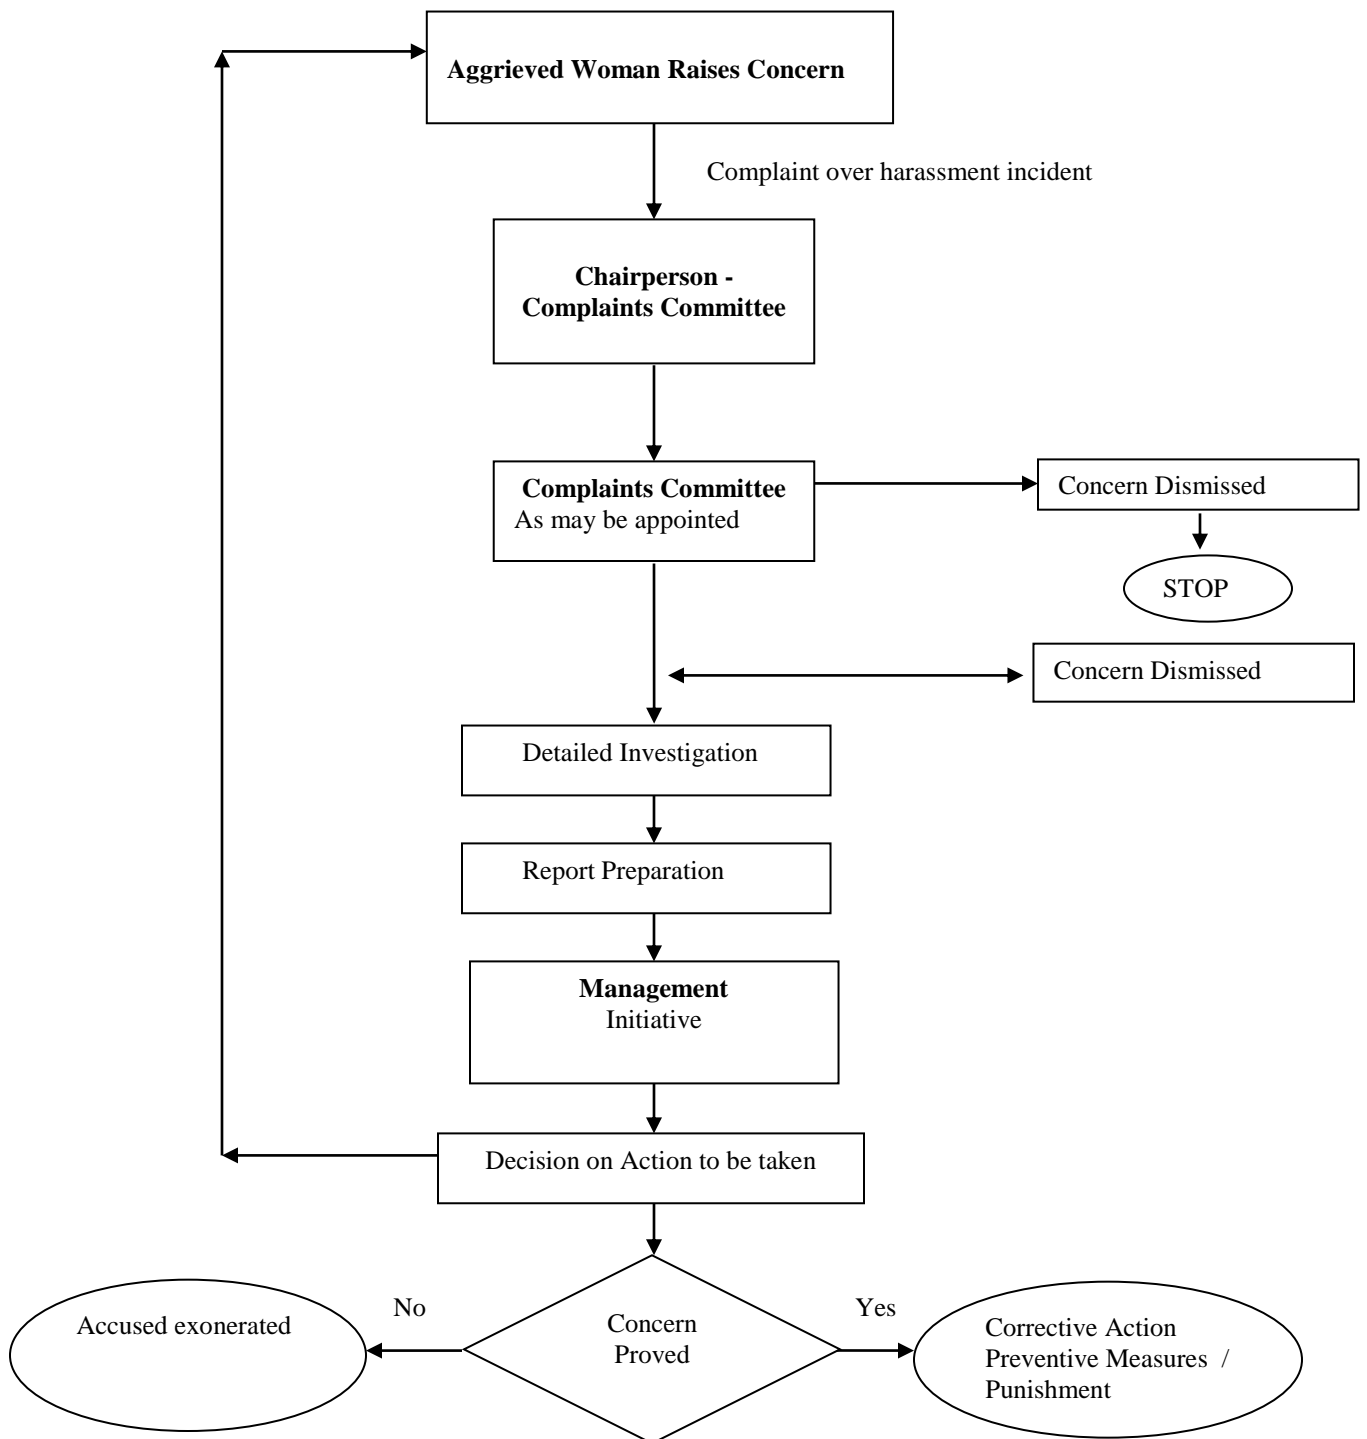 Aggrieved Woman Raises Concern
Complaint over harassment incident
Chairperson -
Complaints Committee
Complaints Committee
As may be appointed
Concern Dismissed
STOP
Concern Dismissed
Detailed Investigation
Report Preparation
Management
Initiative
Decision on Action to be taken
Accused exonerated
No
Concern
Proved
Yes
Corrective Action
Preventive Measures /
Punishment